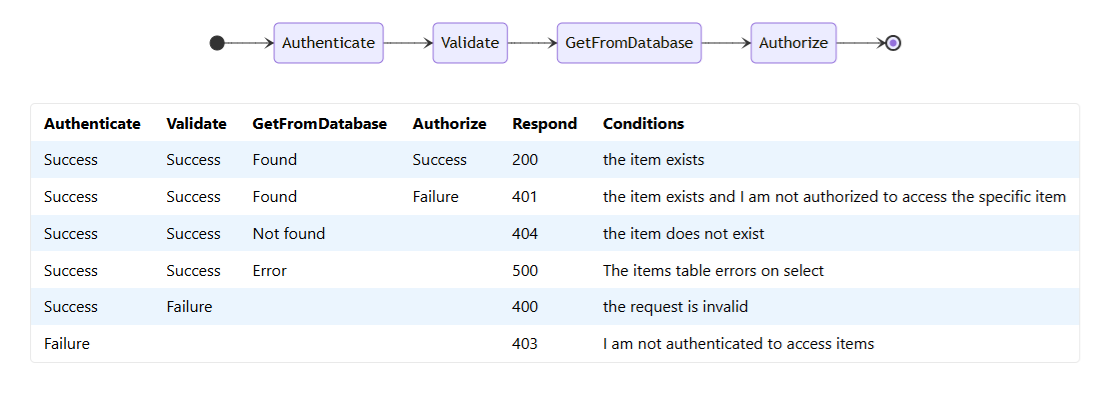 Authenticate Validate GetFromDatabase Authorize
Authenticate Validate GetFromDatabase Authorize Respond Conditions
Success Success Found Success 200 the item exists
Success Success Found Failure 401 the item exists and I am not authorized to access the specific item
Success Success Not found 404 the item does not exist
Success Success Error 500 The items table errors on select
Success Failure 400 the request is invalid
Failure 403 I am not authenticated to access items